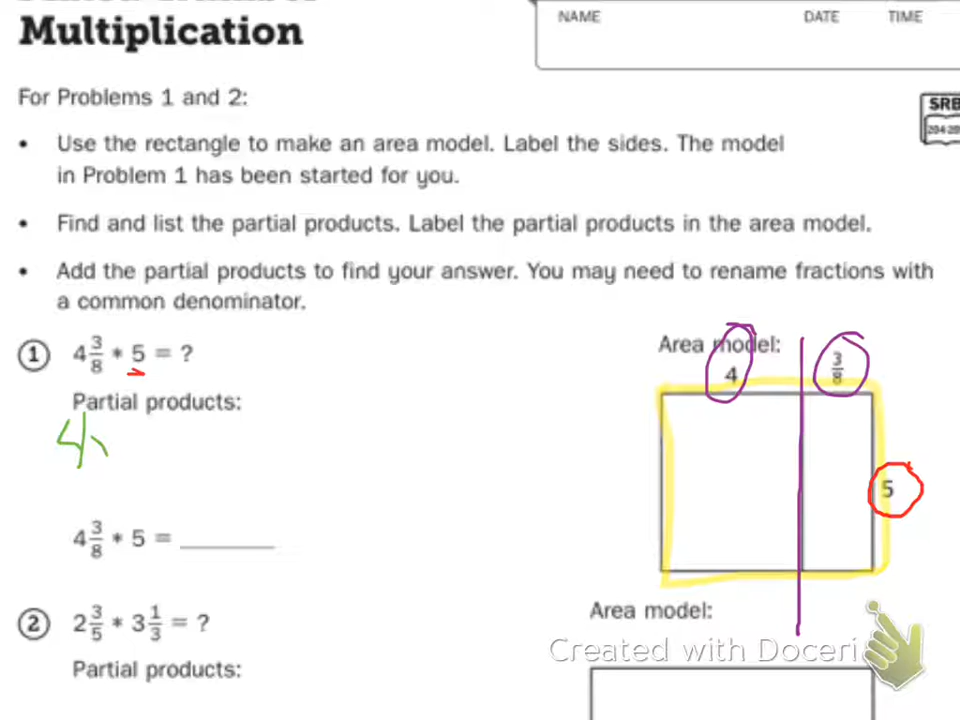 Multiplication
NAME DATE TIME
For Problems 1 and 2:
SRB
• Use the rectangle to make an area model. Label the sides. The model
in Problem 1 has been started for you.
• Find and list the partial products. Label the partial products in the area model.
• Add the partial products to find your answer. You may need to rename fractions with
a common denominator.
1 4 3/8 * 5 = ?
Partial products:
4
4 3/8 * 5 = ________
Area model:
4 3/8
5
2 2 3/5 * 3 1/3 = ?
Partial products:
Area model:
Created with Doceri